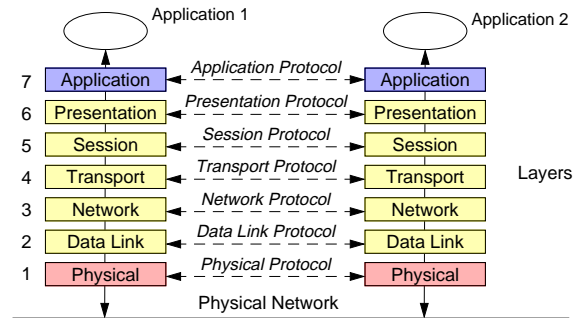 Application 1
Application 2
7 Application Application Protocol Application
6 Presentation Presentation Protocol Presentation
5 Session Session Protocol Session
4 Transport Transport Protocol Transport
Layers
3 Network Network Protocol Network
2 Data Link Data Link Protocol Data Link
1 Physical Physical Protocol Physical
Physical Network